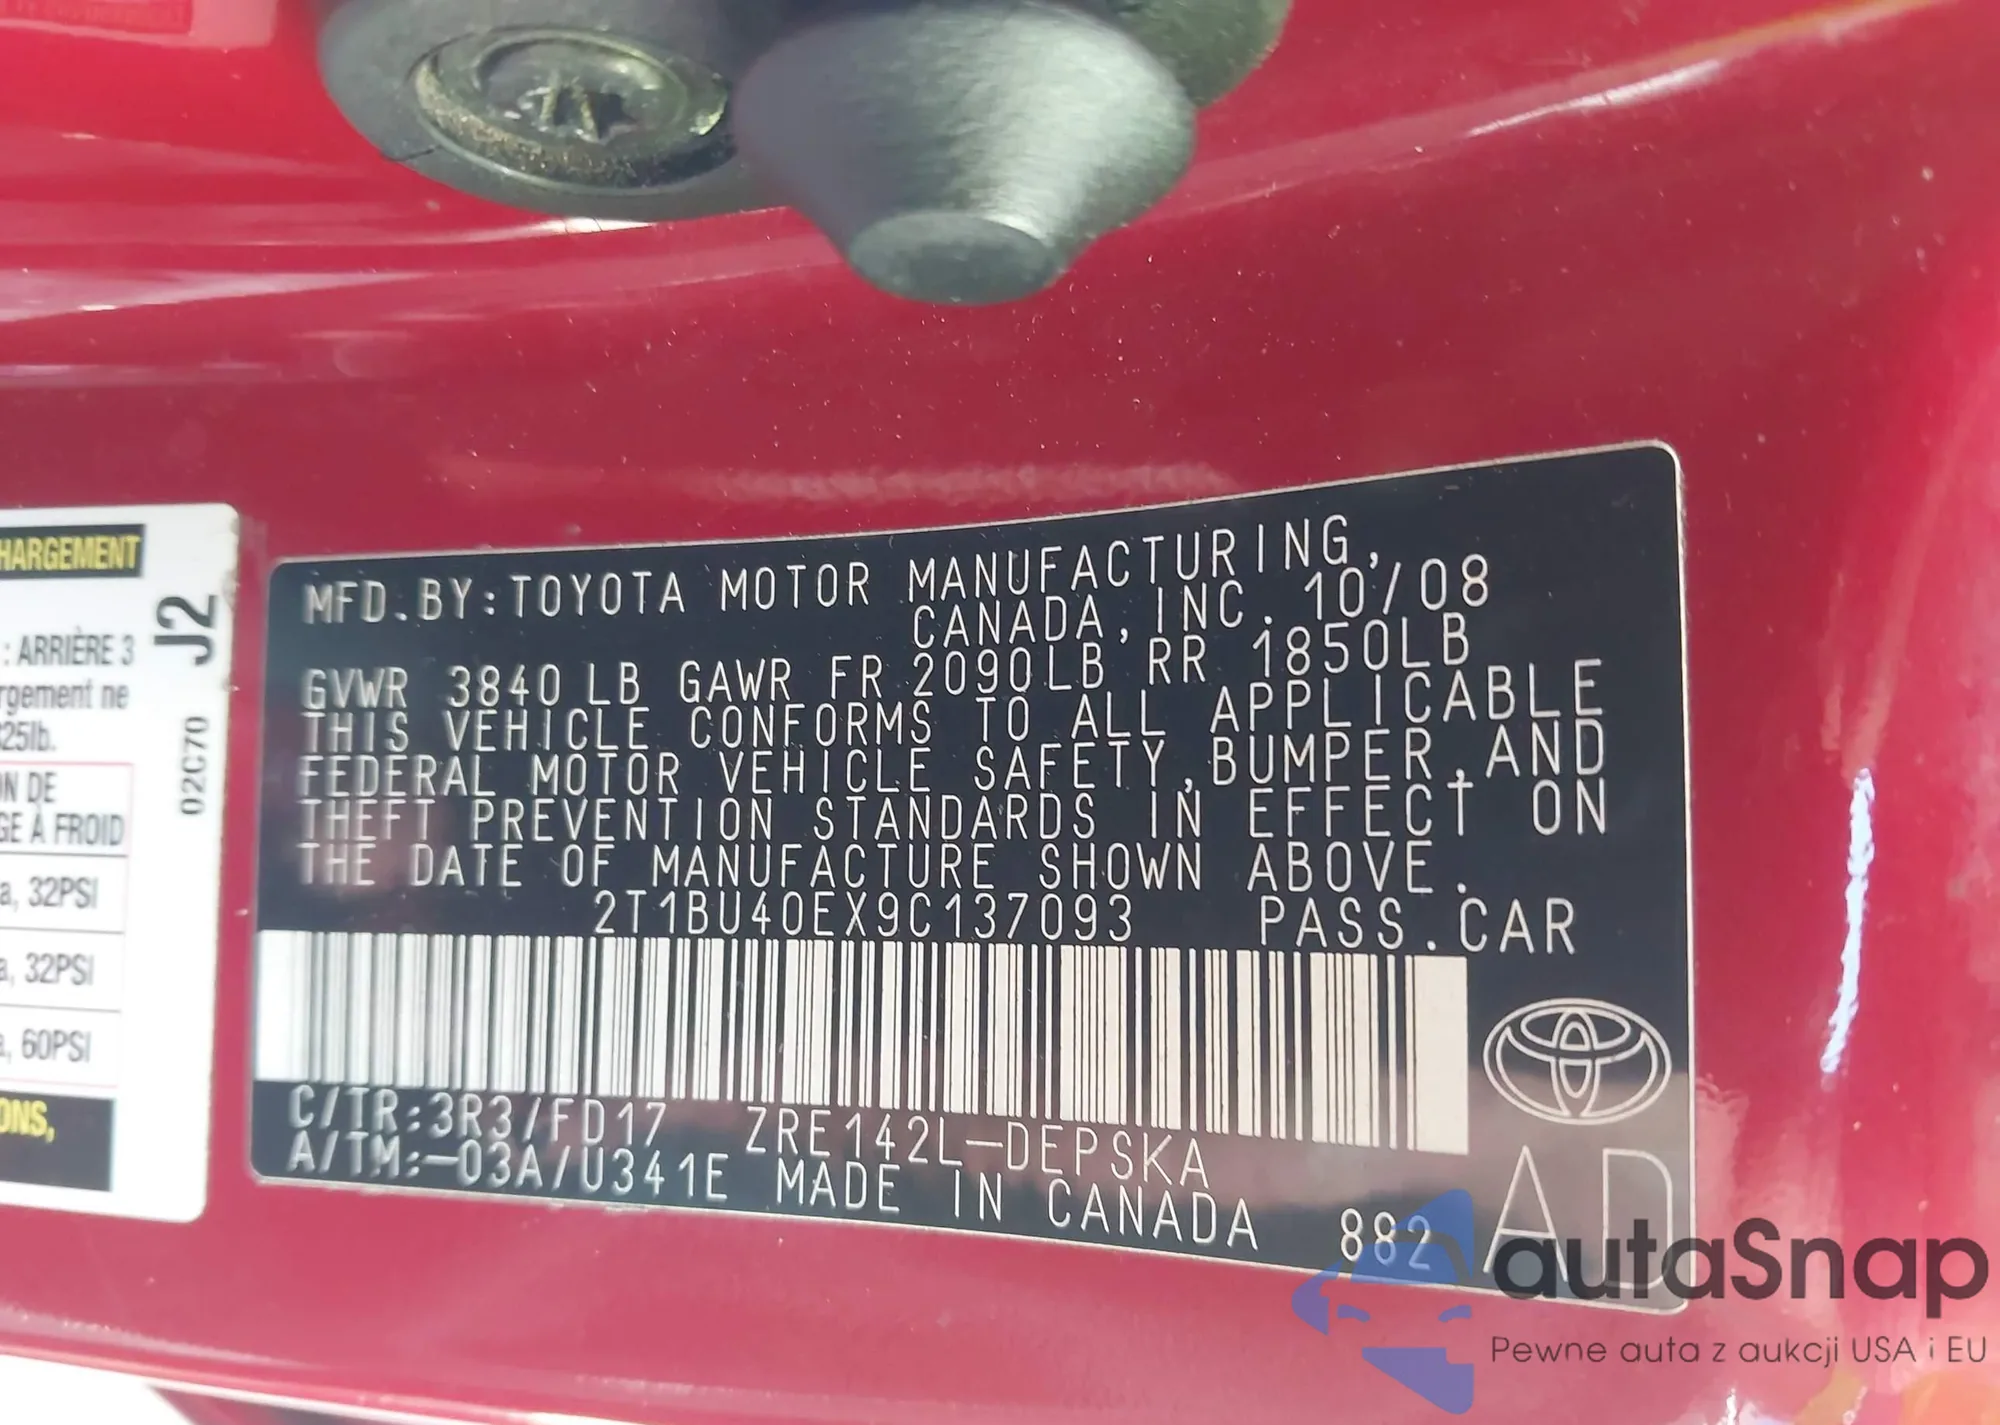 HARGEMENT
: ARRIÈRE 3
rgement ne
325lb.
ON DE
GE À FROID
a, 32PSI
a, 32PSI
a, 60PSI
ONS,
J2
02C70
MFD.BY:TOYOTA MOTOR MANUFACTURING,
CANADA,INC. 10/08
GVWR 3840LB GAWR FR 2090LB RR 1850LB
THIS VEHICLE CONFORMS TO ALL APPLICABLE
FEDERAL MOTOR VEHICLE SAFETY,BUMPER,AND
THEFT PREVENTION STANDARDS IN EFFECT ON
THE DATE OF MANUFACTURE SHOWN ABOVE.
2T1BU40EX9C137093 PASS.CAR
C/TR:3R3/FD17 ZRE142L-DEPSKA
A/TM:-03A/U341E MADE IN CANADA 882
AD
autaSnap
Pewne auta z aukcji USA i EU